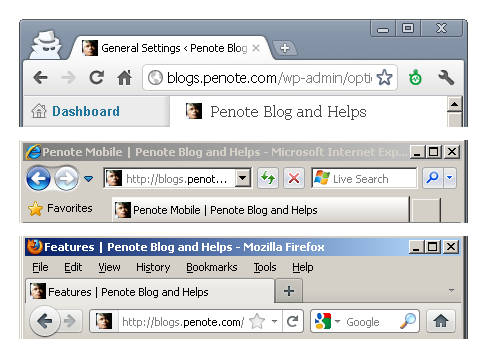 General Settings ‹ Penote Blog
blogs.penote.com/wp-admin/opti
Dashboard
Penote Blog and Helps
Penote Mobile | Penote Blog and Helps - Microsoft Internet Exp...
http://blogs.penot...
Live Search
Favorites
Penote Mobile | Penote Blog and Helps
Features | Penote Blog and Helps - Mozilla Firefox
File Edit View History Bookmarks Tools Help
Features | Penote Blog and Helps
http://blogs.penote.com/
Google